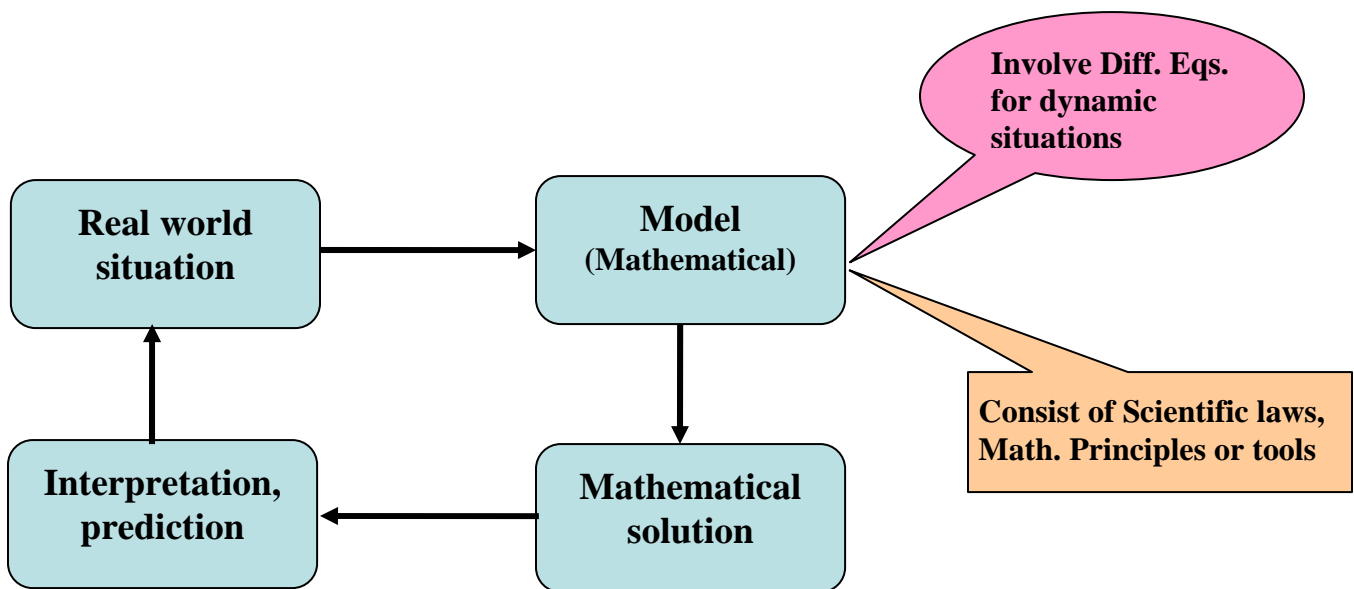 Involve Diff. Eqs.
for dynamic
situations
Real world
situation
Model
(Mathematical)
Consist of Scientific laws,
Math. Principles or tools
Interpretation,
prediction
Mathematical
solution